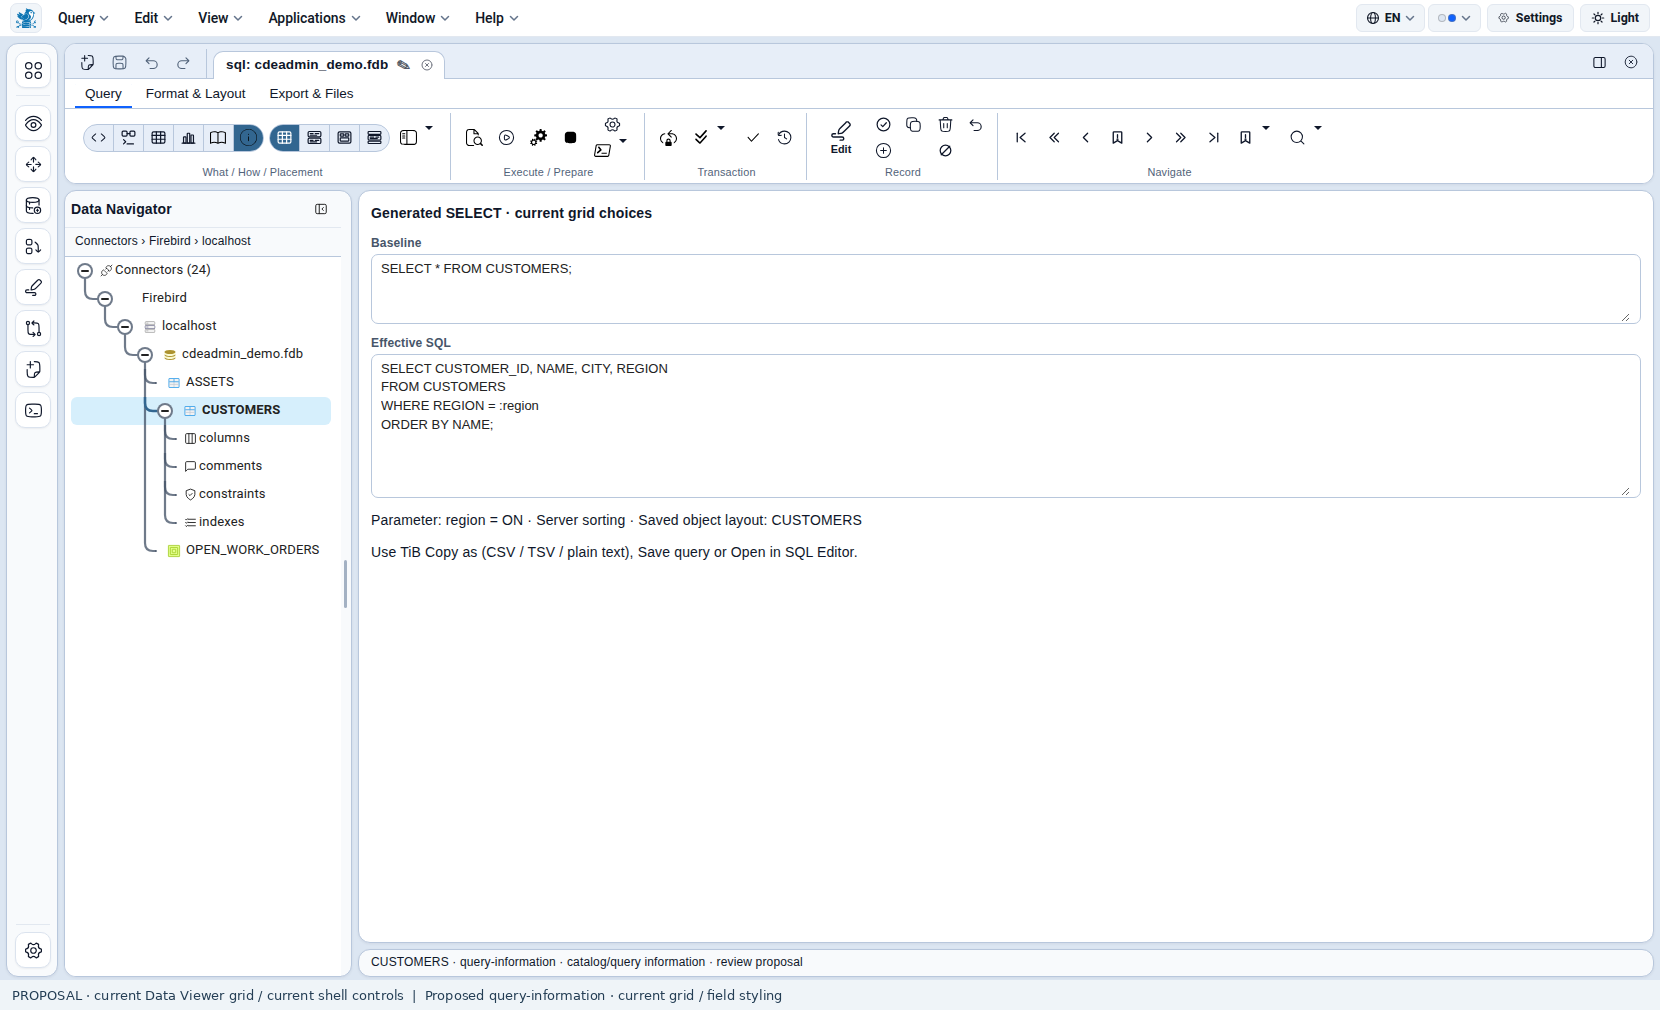 Query Edit View Applications Window Help EN Settings Light
sql: cdeadmin_demo.fdb
Query Format & Layout Export & Files
Edit
What / How / Placement Execute / Prepare Transaction Record Navigate
Data Navigator
Connectors › Firebird › localhost
Connectors (24)
Firebird
localhost
cdeadmin_demo.fdb
ASSETS
CUSTOMERS
columns
comments
constraints
indexes
OPEN_WORK_ORDERS
Generated SELECT · current grid choices
Baseline
SELECT * FROM CUSTOMERS;
Effective SQL
SELECT CUSTOMER_ID, NAME, CITY, REGION
FROM CUSTOMERS
WHERE REGION = :region
ORDER BY NAME;
Parameter: region = ON · Server sorting · Saved object layout: CUSTOMERS
Use TiB Copy as (CSV / TSV / plain text), Save query or Open in SQL Editor.
CUSTOMERS · query-information · catalog/query information · review proposal
PROPOSAL · current Data Viewer grid / current shell controls | Proposed query-information · current grid / field styling